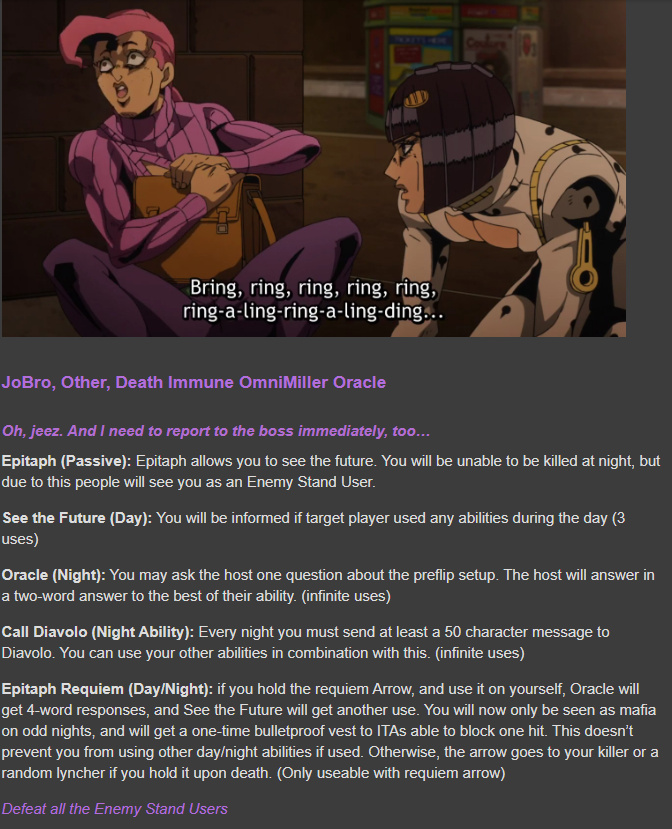 Bring, ring, ring, ring, ring,
ring-a-ling-ring-a-ling-ding...
JoBro, Other, Death Immune OmniMiller Oracle
Oh, jeez. And I need to report to the boss immediately, too…
Epitaph (Passive): Epitaph allows you to see the future. You will be unable to be killed at night, but
due to this people will see you as an Enemy Stand User.
See the Future (Day): You will be informed if target player used any abilities during the day (3
uses)
Oracle (Night): You may ask the host one question about the preflip setup. The host will answer in
a two-word answer to the best of their ability. (infinite uses)
Call Diavolo (Night Ability): Every night you must send at least a 50 character message to
Diavolo. You can use your other abilities in combination with this. (infinite uses)
Epitaph Requiem (Day/Night): if you hold the requiem Arrow, and use it on yourself, Oracle will
get 4-word responses, and See the Future will get another use. You will now only be seen as mafia
on odd nights, and will get a one-time bulletproof vest to ITAs able to block one hit. This doesn’t
prevent you from using other day/night abilities if used. Otherwise, the arrow goes to your killer or a
random lyncher if you hold it upon death. (Only useable with requiem arrow)
Defeat all the Enemy Stand Users